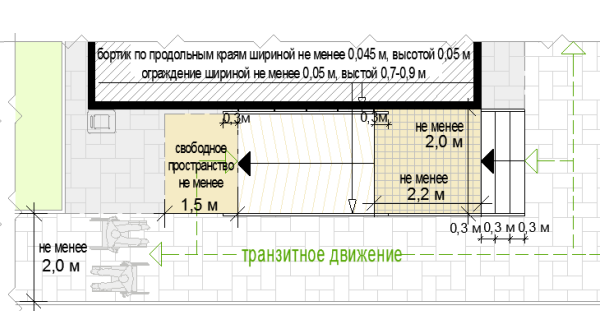 бортик по продольным краям шириной не менее 0,045 м, высотой 0,05 м
ограждение шириной не менее 0,05 м, выстой 0,7-0,9 м
0,3м
0,3м
свободное
пространство
не менее
1,5 м
не менее
2,0 м
не менее
2,2 м
0,3 м 0,3 м 0,3 м
не менее
2,0 м
транзитное движение